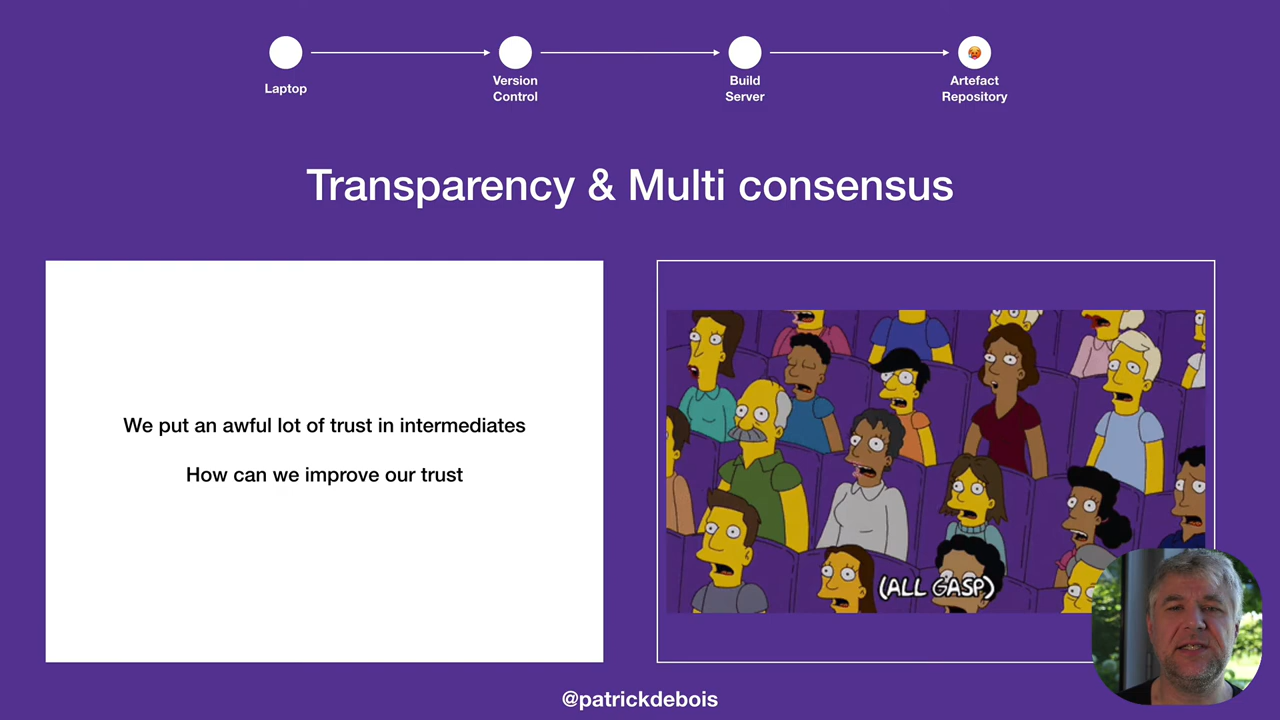 Laptop
Version
Control
Build
Server
Artefact
Repository
Transparency & Multi consensus
We put an awful lot of trust in intermediates
How can we improve our trust
(ALL GASP)
@patrickdebois